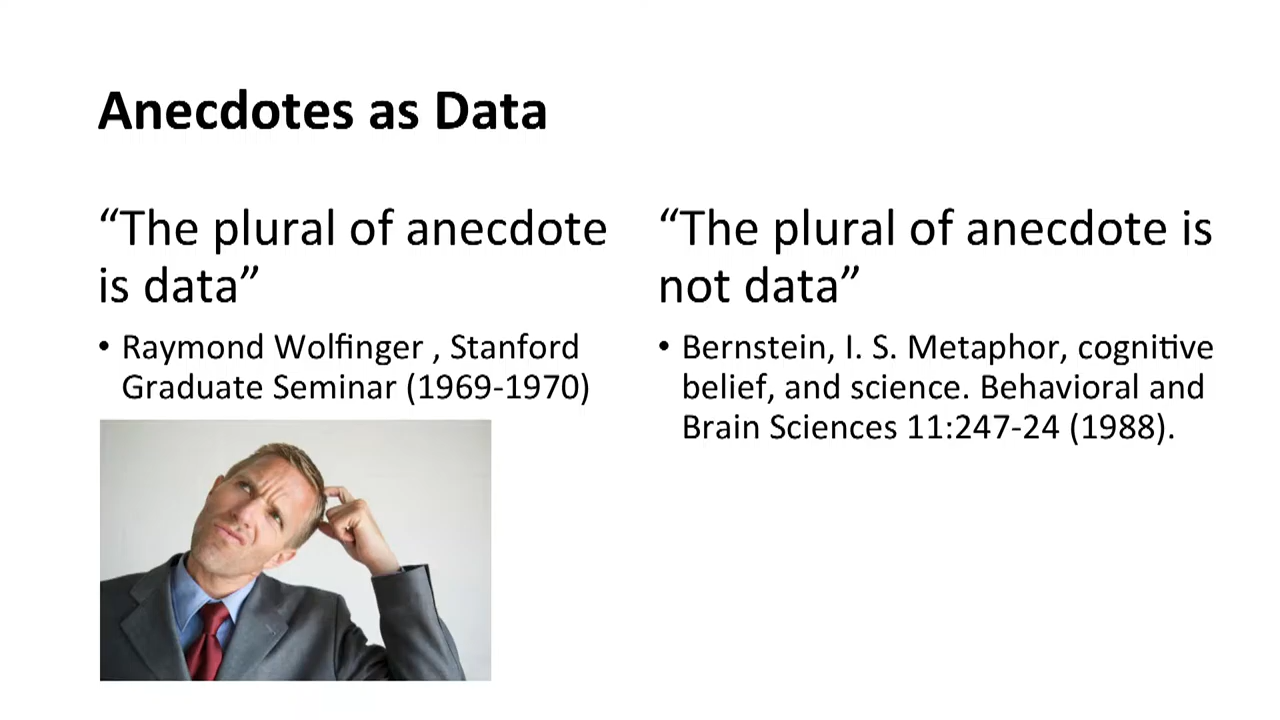 Anecdotes as Data
“The plural of anecdote
is data”
• Raymond Wolfinger , Stanford
Graduate Seminar (1969-1970)
“The plural of anecdote is
not data”
• Bernstein, I. S. Metaphor, cognitive
belief, and science. Behavioral and
Brain Sciences 11:247-24 (1988).